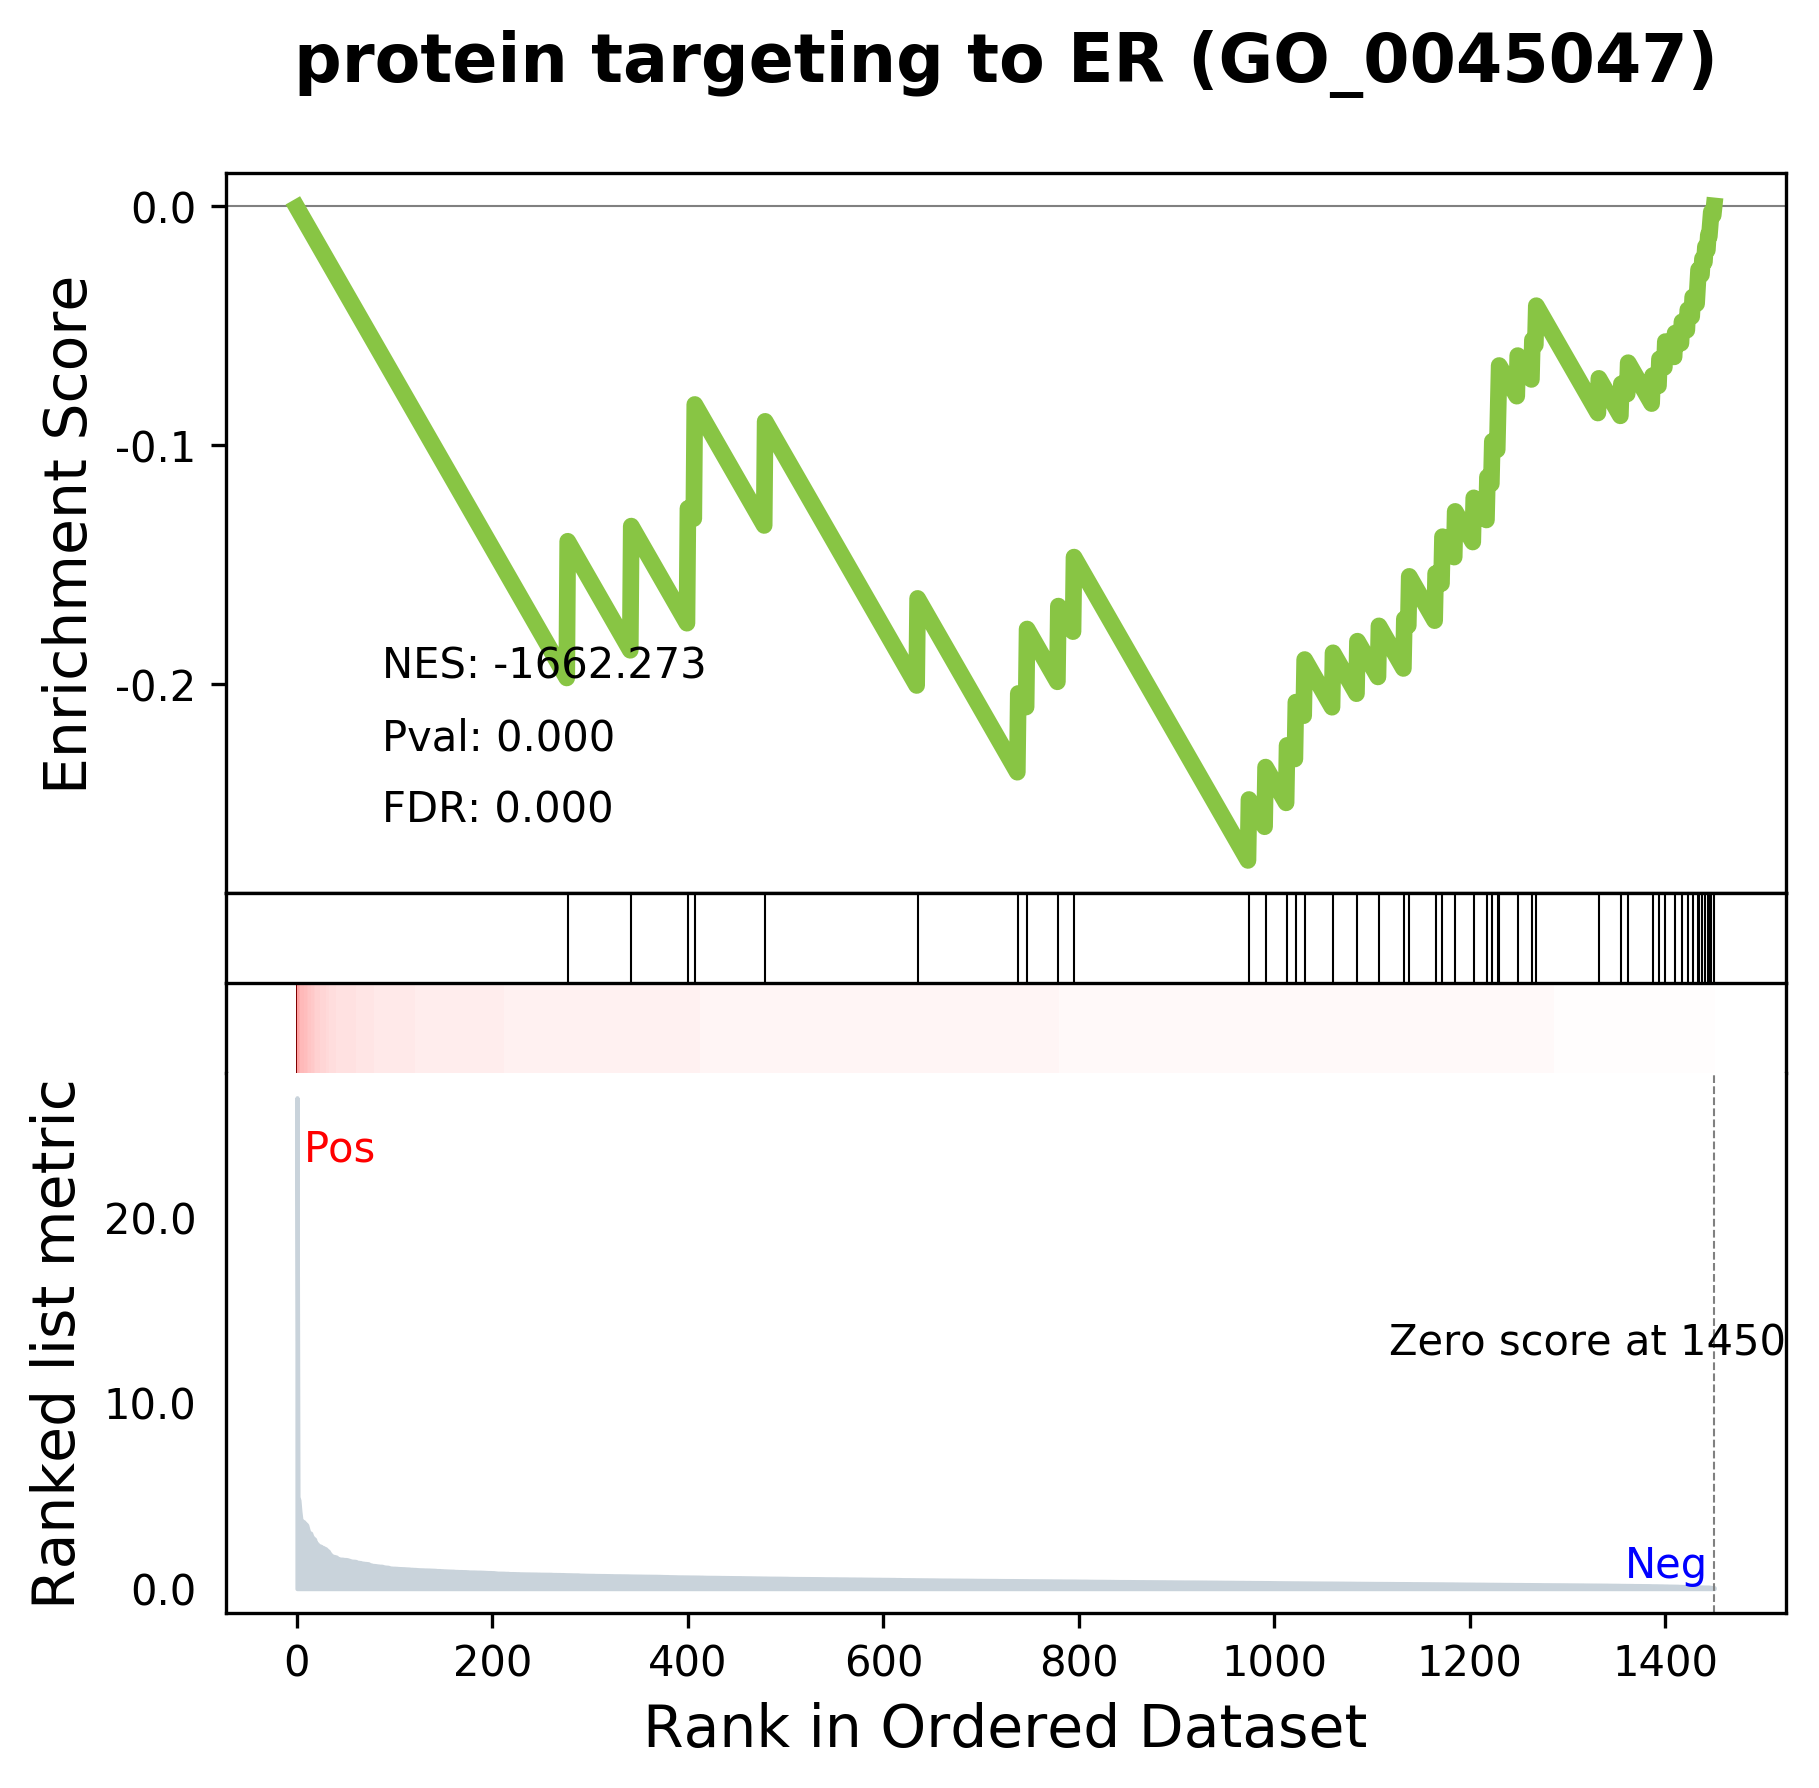 protein targeting to ER (GO_0045047)
Enrichment Score
0.0
-0.1
-0.2
NES: -1662.273
Pval: 0.000
FDR: 0.000
Ranked list metric
Pos
20.0
Zero score at 1450
10.0
Neg
0.0
0 200 400 600 800 1000 1200 1400
Rank in Ordered Dataset